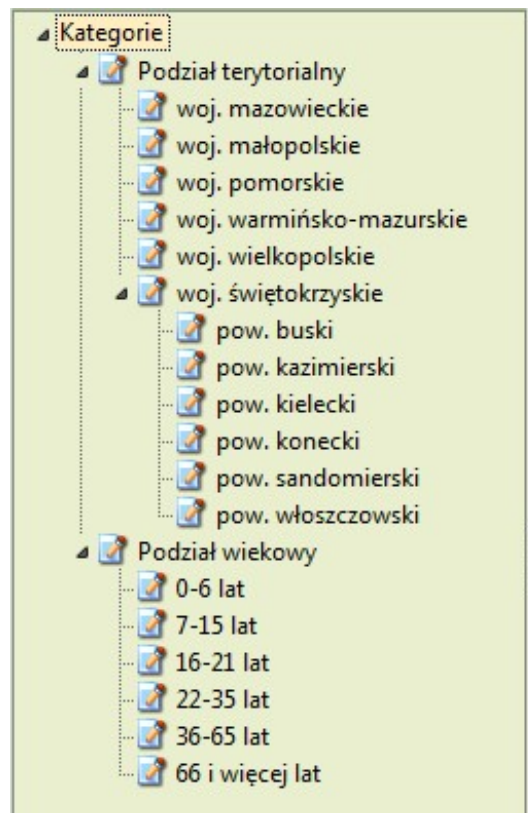 Kategorie
Podział terytorialny
woj. mazowieckie
woj. małopolskie
woj. pomorskie
woj. warmińsko-mazurskie
woj. wielkopolskie
woj. świętokrzyskie
pow. buski
pow. kazimierski
pow. kielecki
pow. konecki
pow. sandomierski
pow. włoszczowski
Podział wiekowy
0-6 lat
7-15 lat
16-21 lat
22-35 lat
36-65 lat
66 i więcej lat